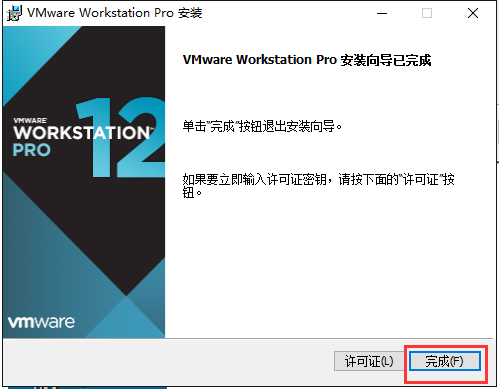 VMware Workstation Pro 安装
VMware Workstation Pro 安装向导已完成
VMWARE
WORKSTATION
PRO 12
单击"完成"按钮退出安装向导。
如果要立即输入许可证密钥，请按下面的"许可证"按
钮。
vmware
许可证(L)
完成(F)